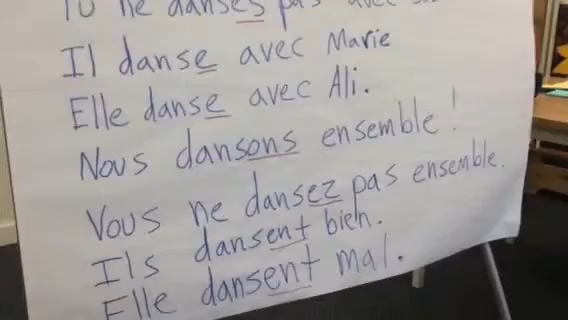 Tu ne danses pas avec
Il danse avec Marie
Elle danse avec Ali.
Nous dansons ensemble!
Vous ne dansez pas ensemble.
Ils dansent bien.
Elle dansent mal.